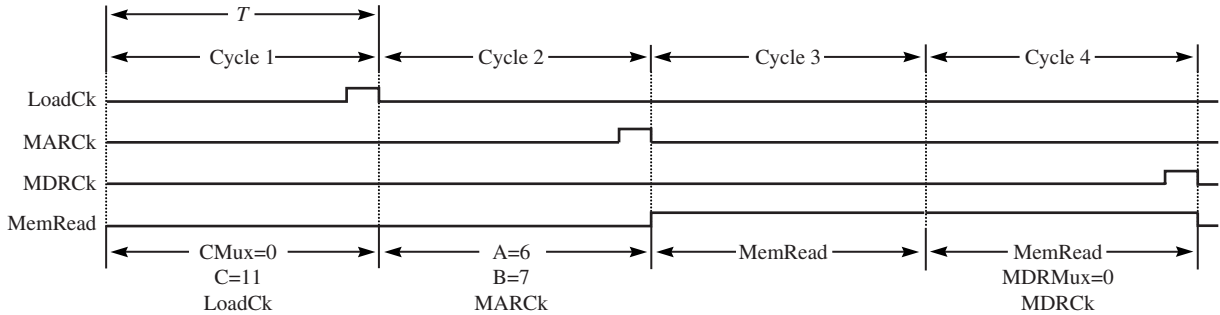 T
Cycle 1 Cycle 2 Cycle 3 Cycle 4
LoadCk
MARCk
MDRCk
MemRead
CMux=0 A=6 MemRead MemRead
C=11 B=7 MDRMux=0
LoadCk MARCk MDRCk